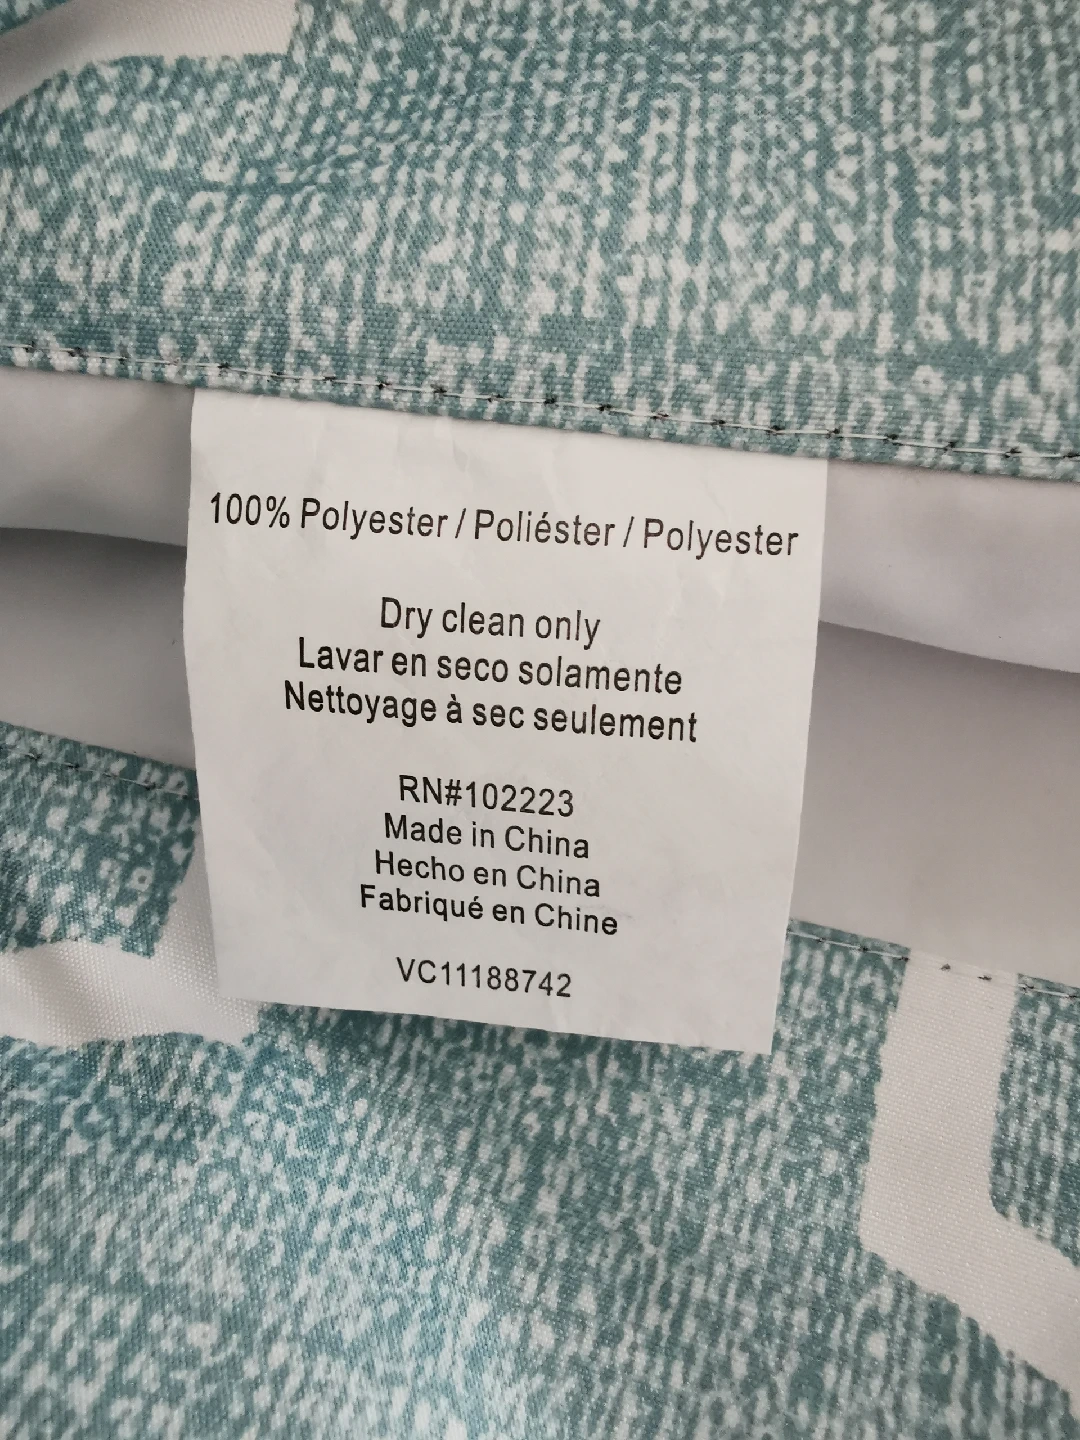 100% Polyester / Poliéster / Polyester
Dry clean only
Lavar en seco solamente
Nettoyage à sec seulement
RN#102223
Made in China
Hecho en China
Fabriqué en Chine
VC11188742